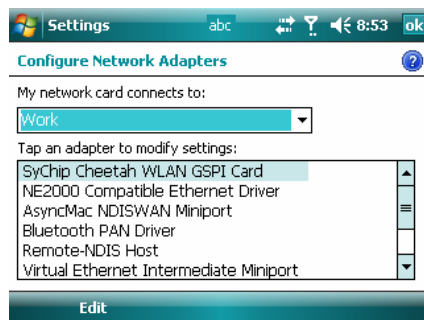 Settings abc 8:53 ok
Configure Network Adapters ?
My network card connects to:
Work
Tap an adapter to modify settings:
SyChip Cheetah WLAN GSPI Card
NE2000 Compatible Ethernet Driver
AsyncMac NDISWAN Miniport
Bluetooth PAN Driver
Remote-NDIS Host
Virtual Ethernet Intermediate Miniport
Edit